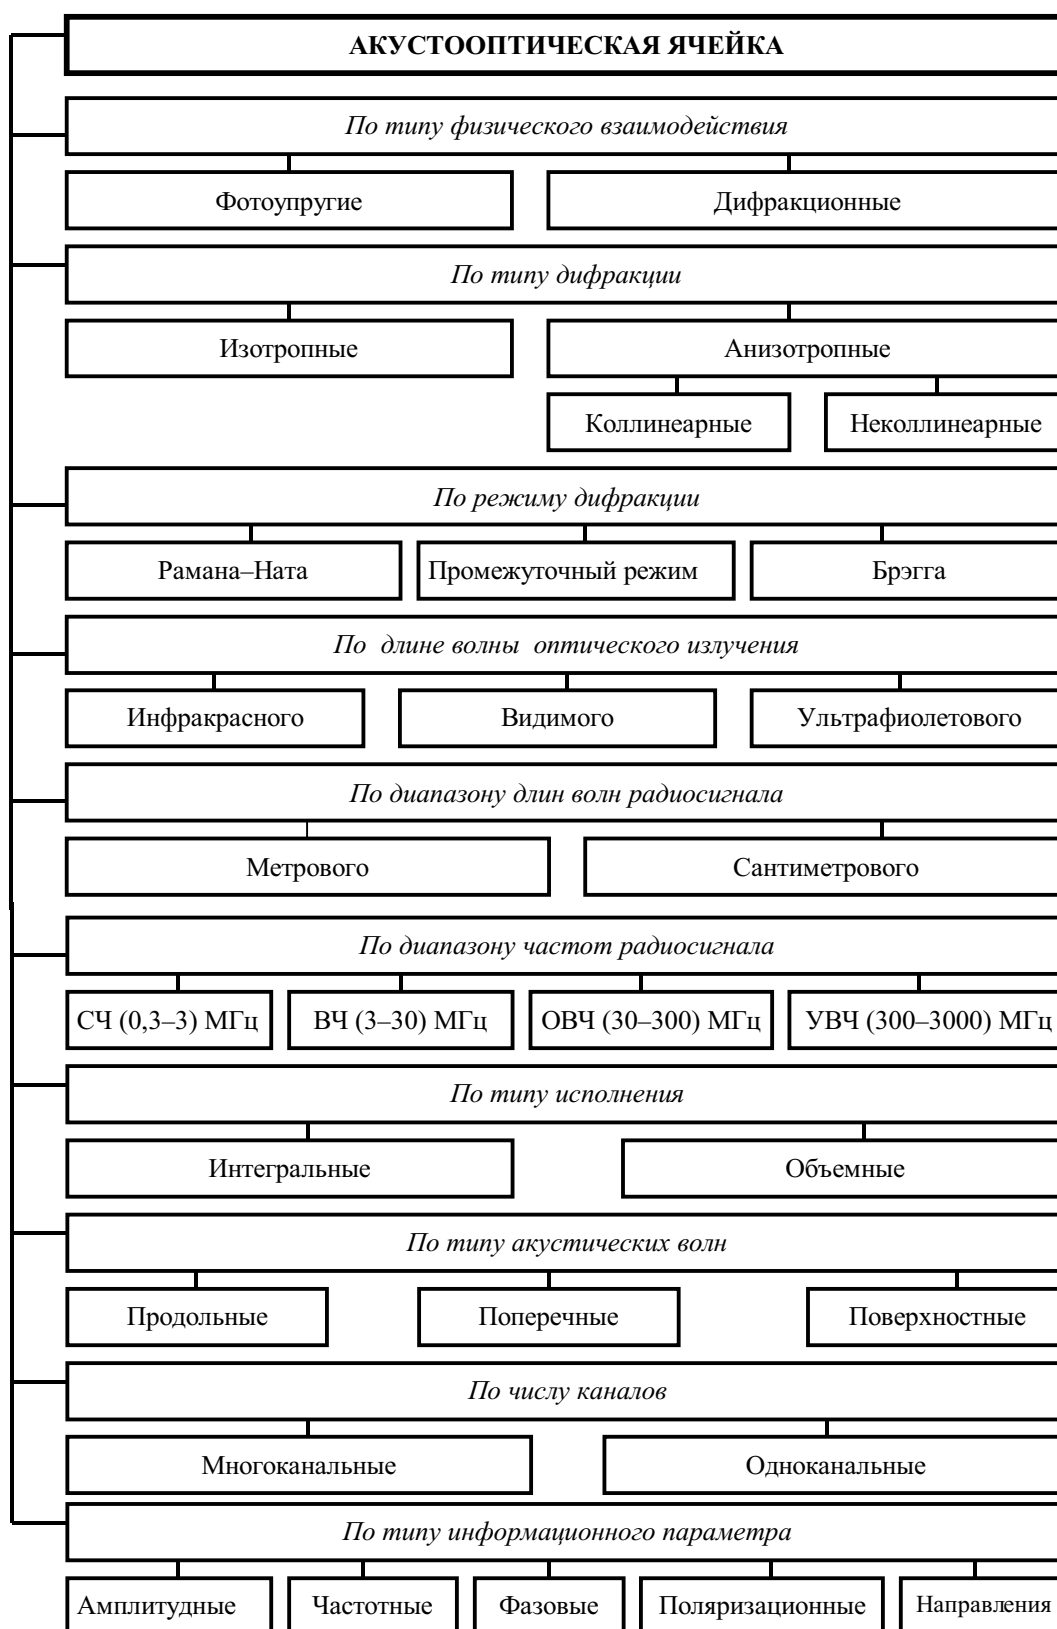 АКУСТООПТИЧЕСКАЯ ЯЧЕЙКА
По типу физического взаимодействия
Фотоупругие
Дифракционные
По типу дифракции
Изотропные
Анизотропные
Коллинеарные
Неколлинеарные
По режиму дифракции
Рамана–Ната
Промежуточный режим
Брэгга
По длине волны оптического излучения
Инфракрасного
Видимого
Ультрафиолетового
По диапазону длин волн радиосигнала
Метрового
Сантиметрового
По диапазону частот радиосигнала
СЧ (0,3–3) МГц
ВЧ (3–30) МГц
ОВЧ (30–300) МГц
УВЧ (300–3000) МГц
По типу исполнения
Интегральные
Объемные
По типу акустических волн
Продольные
Поперечные
Поверхностные
По числу каналов
Многоканальные
Одноканальные
По типу информационного параметра
Амплитудные
Частотные
Фазовые
Поляризационные
Направления